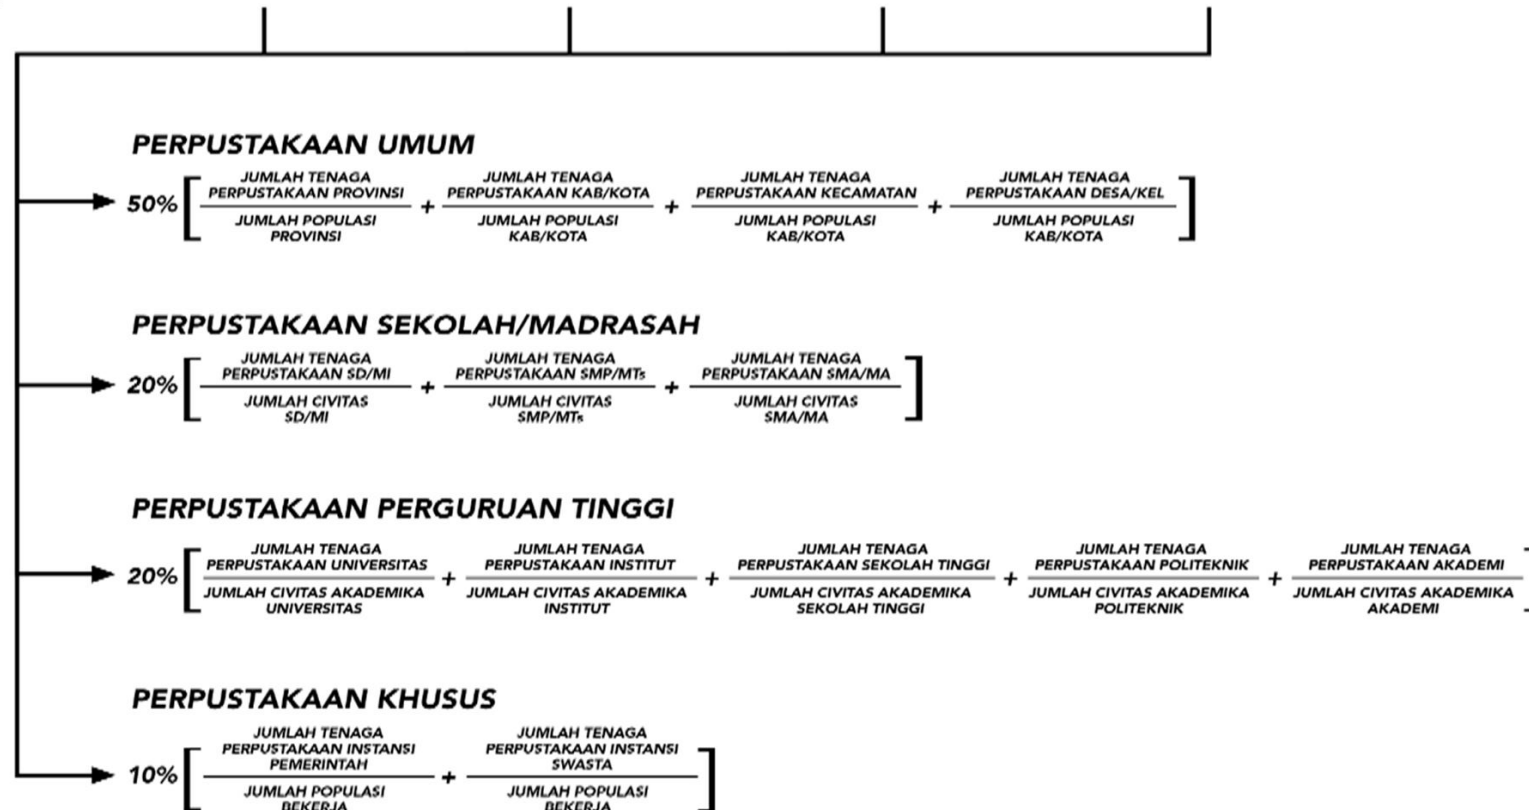 PERPUSTAKAAN UMUM
50% [ JUMLAH TENAGA PERPUSTAKAAN PROVINSI / JUMLAH POPULASI PROVINSI + JUMLAH TENAGA PERPUSTAKAAN KAB/KOTA / JUMLAH POPULASI KAB/KOTA + JUMLAH TENAGA PERPUSTAKAAN KECAMATAN / JUMLAH POPULASI KAB/KOTA + JUMLAH TENAGA PERPUSTAKAAN DESA/KEL / JUMLAH POPULASI KAB/KOTA ]
PERPUSTAKAAN SEKOLAH/MADRASAH
20% [ JUMLAH TENAGA PERPUSTAKAAN SD/MI / JUMLAH CIVITAS SD/MI + JUMLAH TENAGA PERPUSTAKAAN SMP/MTs / JUMLAH CIVITAS SMP/MTs + JUMLAH TENAGA PERPUSTAKAAN SMA/MA / JUMLAH CIVITAS SMA/MA ]
PERPUSTAKAAN PERGURUAN TINGGI
20% [ JUMLAH TENAGA PERPUSTAKAAN UNIVERSITAS / JUMLAH CIVITAS AKADEMIKA UNIVERSITAS + JUMLAH TENAGA PERPUSTAKAAN INSTITUT / JUMLAH CIVITAS AKADEMIKA INSTITUT + JUMLAH TENAGA PERPUSTAKAAN SEKOLAH TINGGI / JUMLAH CIVITAS AKADEMIKA SEKOLAH TINGGI + JUMLAH TENAGA PERPUSTAKAAN POLITEKNIK / JUMLAH CIVITAS AKADEMIKA POLITEKNIK + JUMLAH TENAGA PERPUSTAKAAN AKADEMI / JUMLAH CIVITAS AKADEMIKA AKADEMI
PERPUSTAKAAN KHUSUS
10% [ JUMLAH TENAGA PERPUSTAKAAN INSTANSI PEMERINTAH / JUMLAH POPULASI BEKERJA + JUMLAH TENAGA PERPUSTAKAAN INSTANSI SWASTA / JUMLAH POPULASI BEKERJA ]